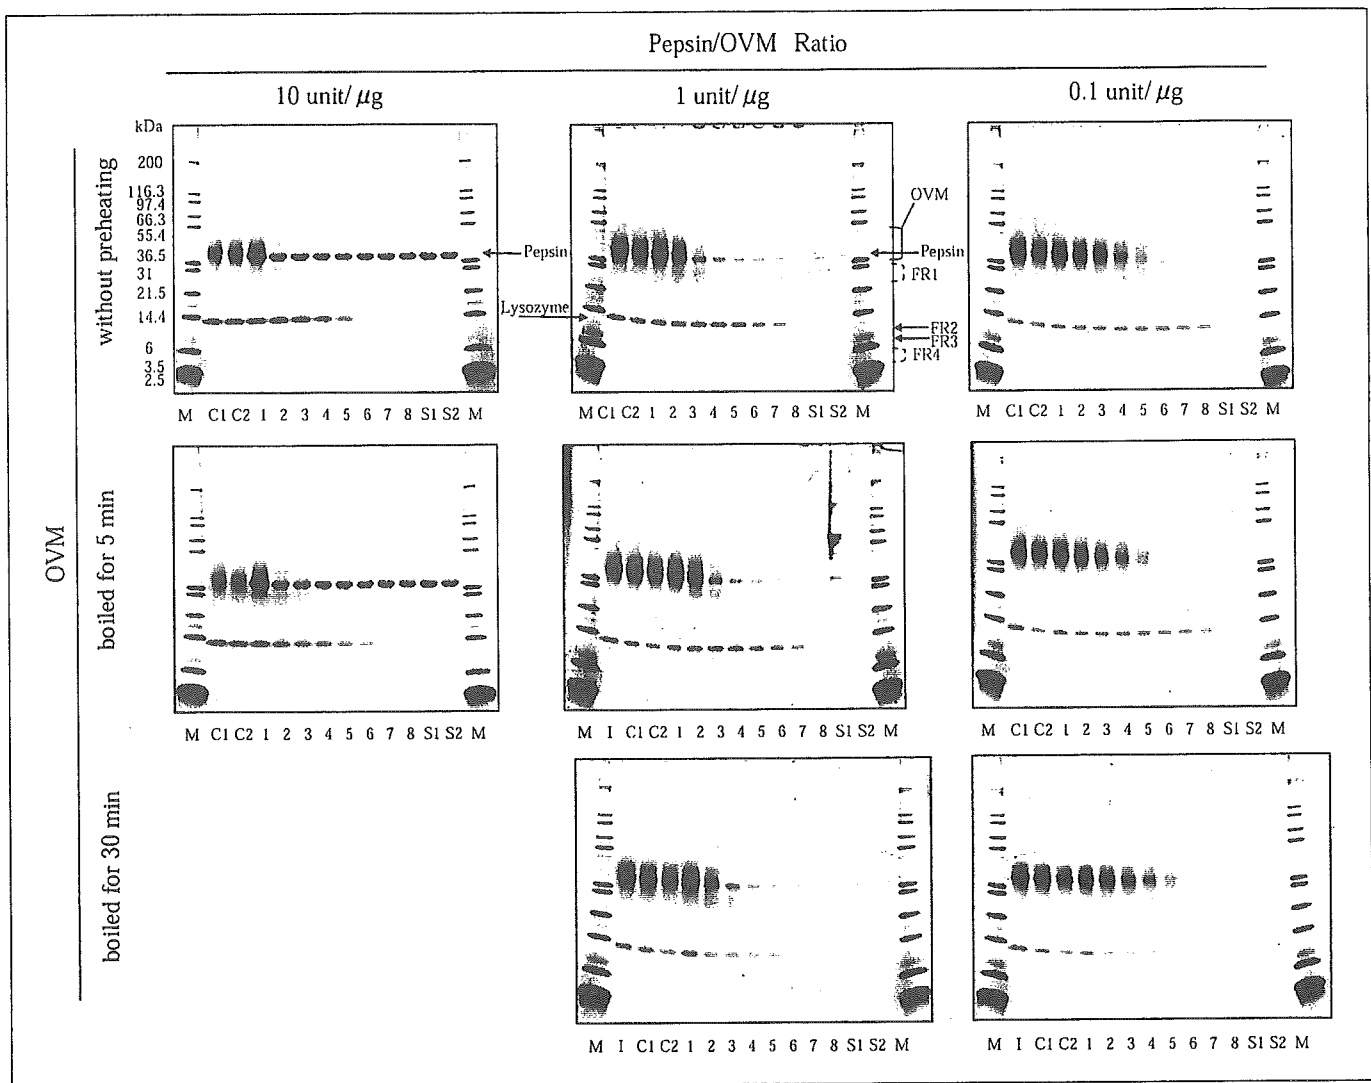 Pepsin/OVM Ratio
10 unit/ μg
1 unit/ μg
0.1 unit/ μg
OVM
without preheating
kDa
200
116.3
97.4
66.3
55.4
36.5
31
21.5
14.4
6
3.5
2.5
Pepsin
Lysozyme
OVM
Pepsin
FR1
FR2
FR3
FR4
M C1 C2 1 2 3 4 5 6 7 8 S1 S2 M
M C1 C2 1 2 3 4 5 6 7 8 S1 S2 M
M C1 C2 1 2 3 4 5 6 7 8 S1 S2 M
boiled for 5 min
M C1 C2 1 2 3 4 5 6 7 8 S1 S2 M
M I C1 C2 1 2 3 4 5 6 7 8 S1 S2 M
M C1 C2 1 2 3 4 5 6 7 8 S1 S2 M
boiled for 30 min
M I C1 C2 1 2 3 4 5 6 7 8 S1 S2 M
M I C1 C2 1 2 3 4 5 6 7 8 S1 S2 M